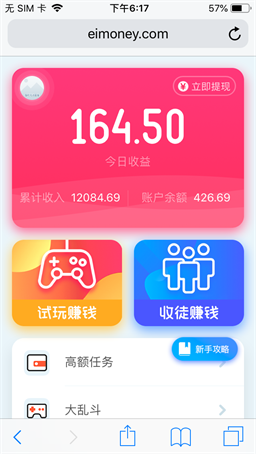 无 SIM 卡 下午6:17 57%
eimoney.com
立即提现
164.50
今日收益
累计收入 12084.69 账户余额 426.69
试玩赚钱 收徒赚钱
新手攻略
高额任务
大乱斗